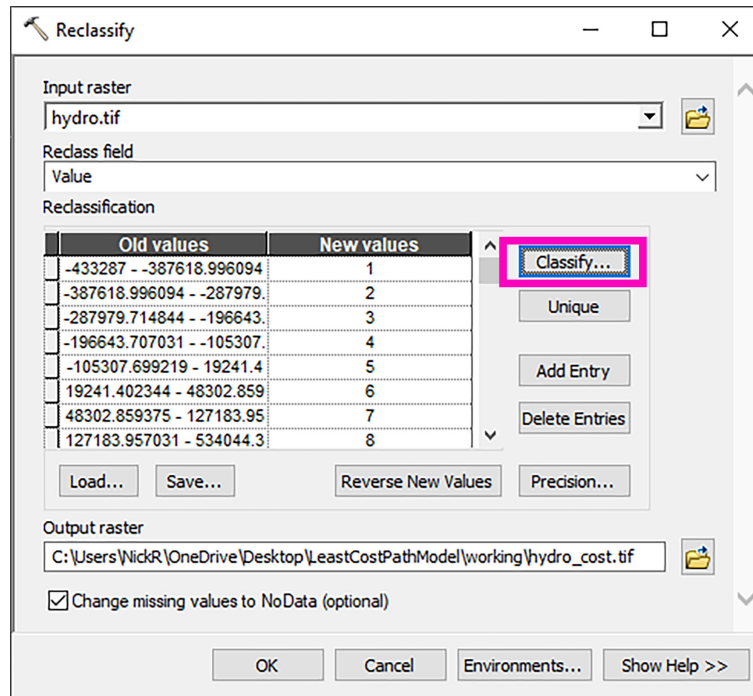 Reclassify
Input raster
hydro.tif
Reclass field
Value
Reclassification
Old values New values
-433287 - -387618.996094 1
-387618.996094 - -287979. 2
-287979.714844 - -196643. 3
-196643.707031 - -105307. 4
-105307.699219 - 19241.4 5
19241.402344 - 48302.859 6
48302.859375 - 127183.95 7
127183.957031 - 534044.3 8
Classify...
Unique
Add Entry
Delete Entries
Load... Save... Reverse New Values Precision...
Output raster
C:\Users\NickR\OneDrive\Desktop\LeastCostPathModel\working\hydro_cost.tif
Change missing values to NoData (optional)
OK Cancel Environments... Show Help >>